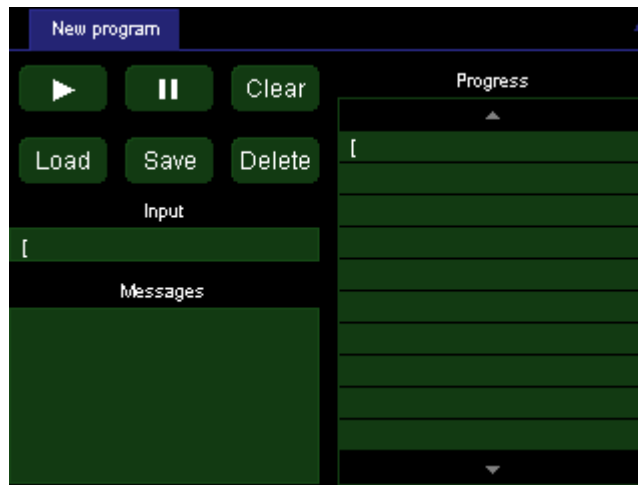 New program
Clear
Load Save Delete
Input
[
Messages
Progress
[